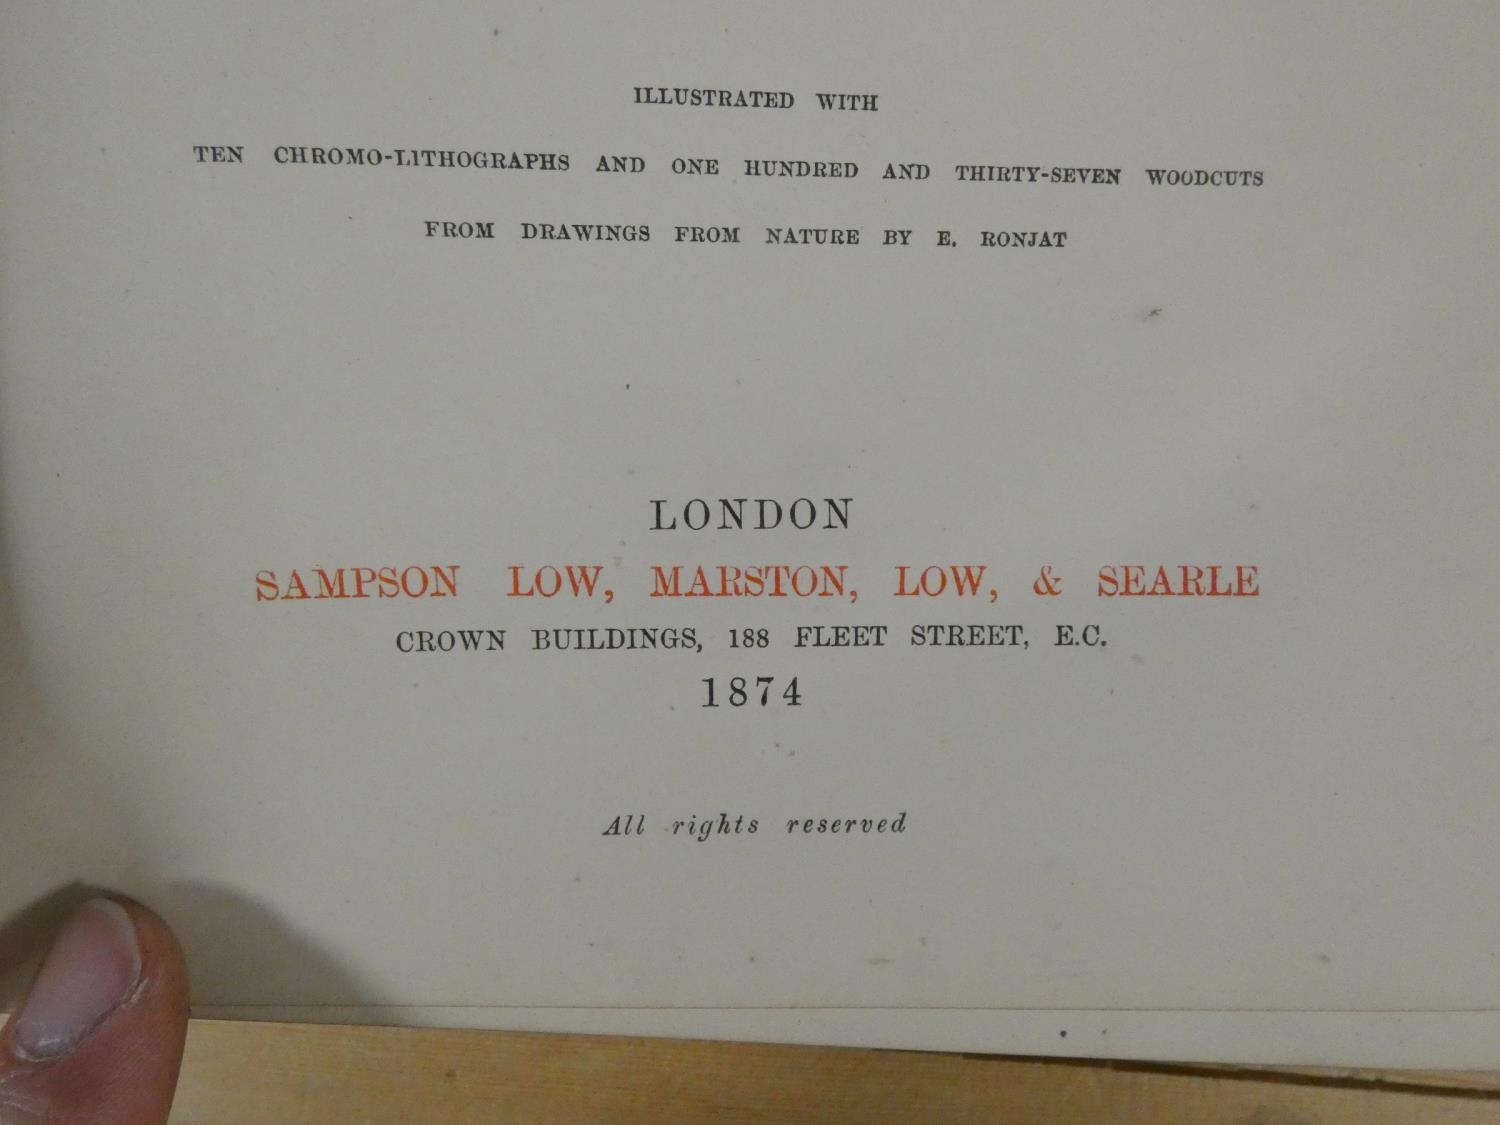 ILLUSTRATED WITH
TEN CHROMO-LITHOGRAPHS AND ONE HUNDRED AND THIRTY-SEVEN WOODCUTS
FROM DRAWINGS FROM NATURE BY E. RONJAT
LONDON
SAMPSON LOW, MARSTON, LOW, & SEARLE
CROWN BUILDINGS, 188 FLEET STREET, E.C.
1874
All rights reserved